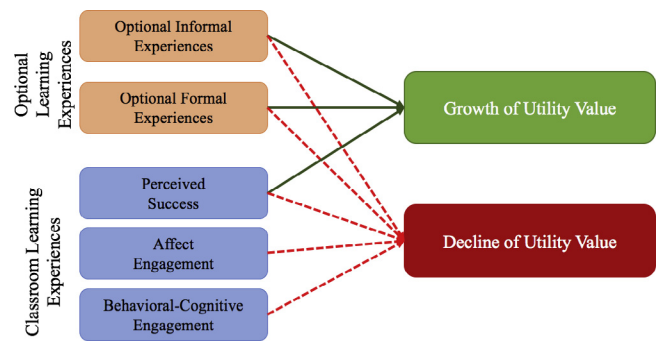 Optional Learning
Experiences
Optional Informal
Experiences
Optional Formal
Experiences
Classroom Learning
Experiences
Perceived
Success
Affect
Engagement
Behavioral-Cognitive
Engagement
Growth of Utility Value
Decline of Utility Value